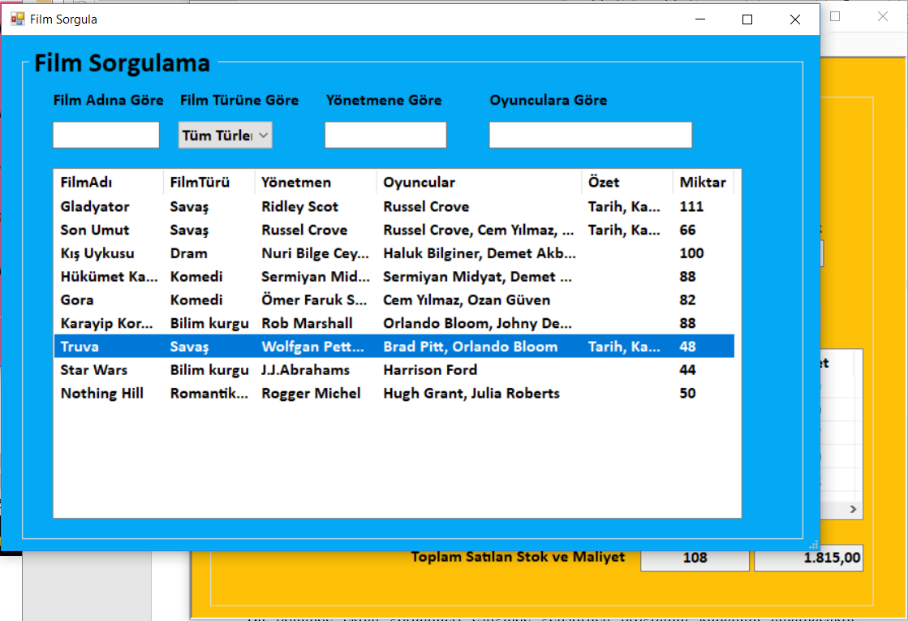 Film Sorgula
Film Sorgulama
Film Adına Göre Film Türüne Göre Yönetmene Göre Oyunculara Göre
Tüm Türle
FilmAdı FilmTürü Yönetmen Oyuncular Özet Miktar
Gladyator Savaş Ridley Scot Russel Crove Tarih, Ka... 111
Son Umut Savaş Russel Crove Russel Crove, Cem Yılmaz, ... Tarih, Ka... 66
Kış Uykusu Dram Nuri Bilge Cey... Haluk Bilginer, Demet Akb... 100
Hükümet Ka... Komedi Sermiyan Mid... Sermiyan Midyat, Demet ... 88
Gora Komedi Ömer Faruk S... Cem Yılmaz, Ozan Güven 82
Karayip Kor... Bilim kurgu Rob Marshall Orlando Bloom, Johny De... 88
Truva Savaş Wolfgan Pett... Brad Pitt, Orlando Bloom Tarih, Ka... 48
Star Wars Bilim kurgu J.J.Abrahams Harrison Ford 44
Nothing Hill Romantik... Rogger Michel Hugh Grant, Julia Roberts 50
Toplam Satılan Stok ve Maliyet 108 1.815,00